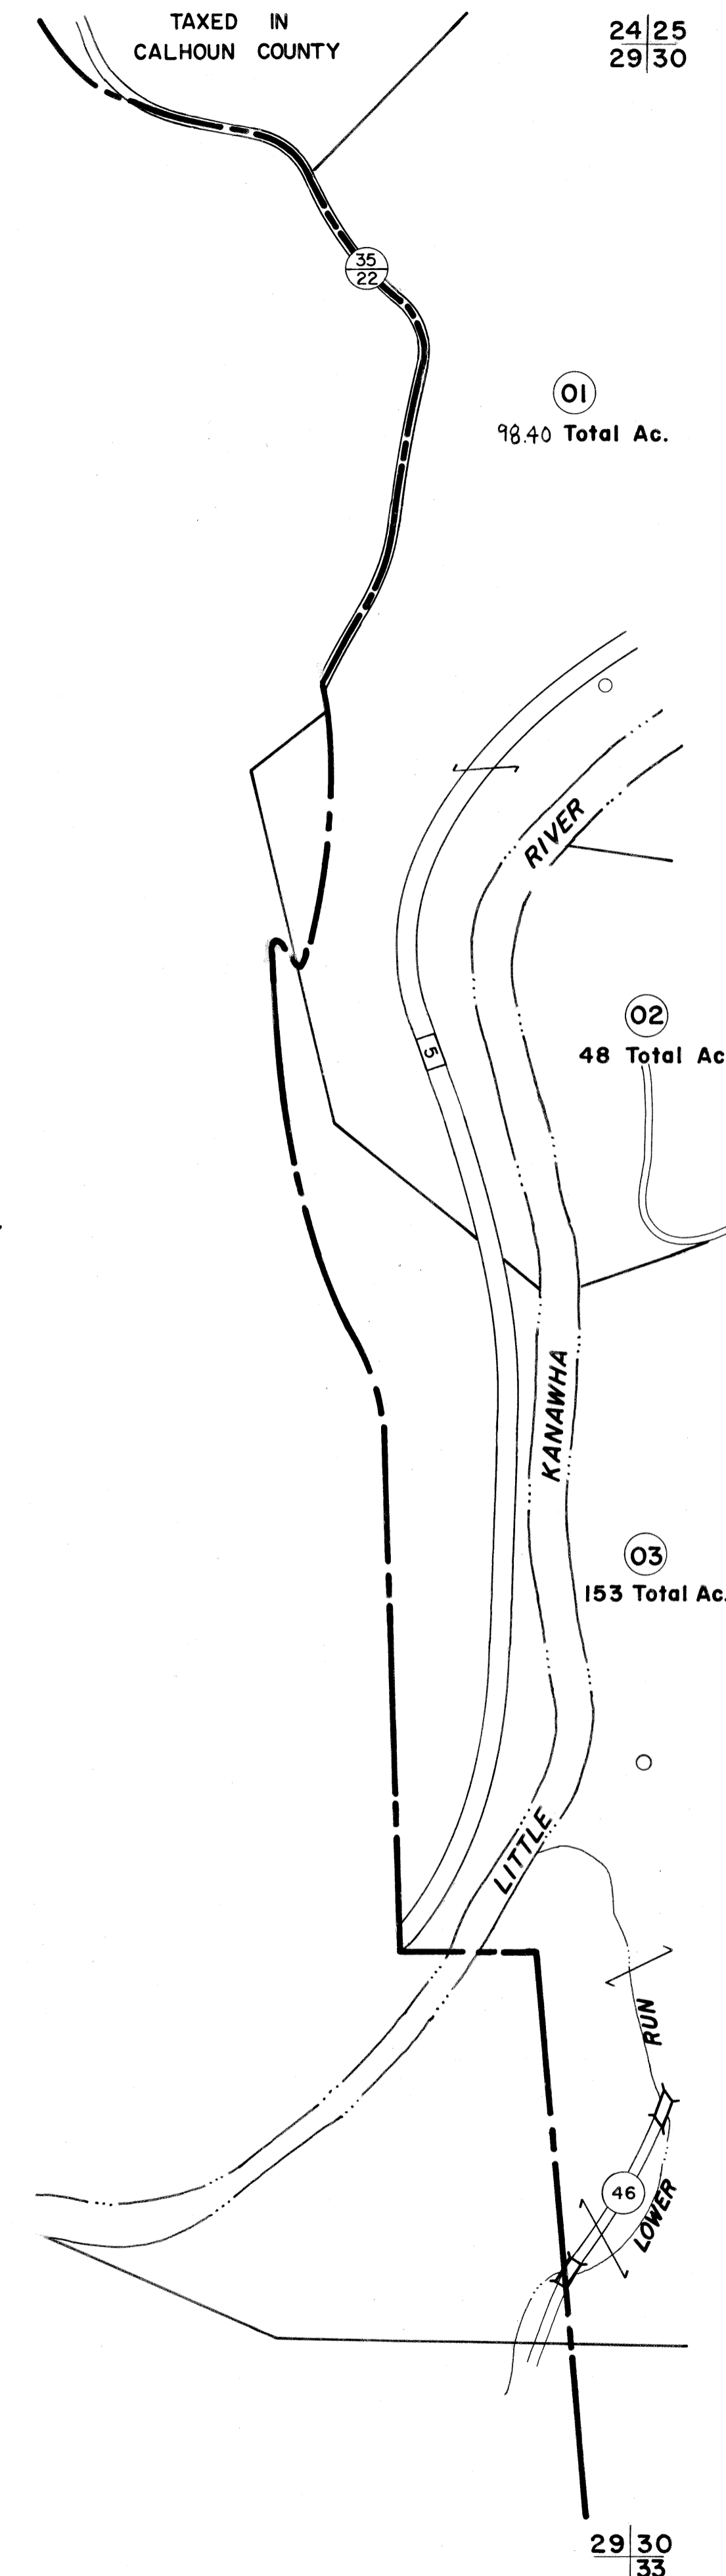 TAXED IN
CALHOUN COUNTY
24 25
29 30
35
22
01
98.40 Total Ac.
RIVER
02
48 Total Ac
5
KANAWHA
03
153 Total Ac.
LITTLE
RUN
46
LOWER
29 30
33